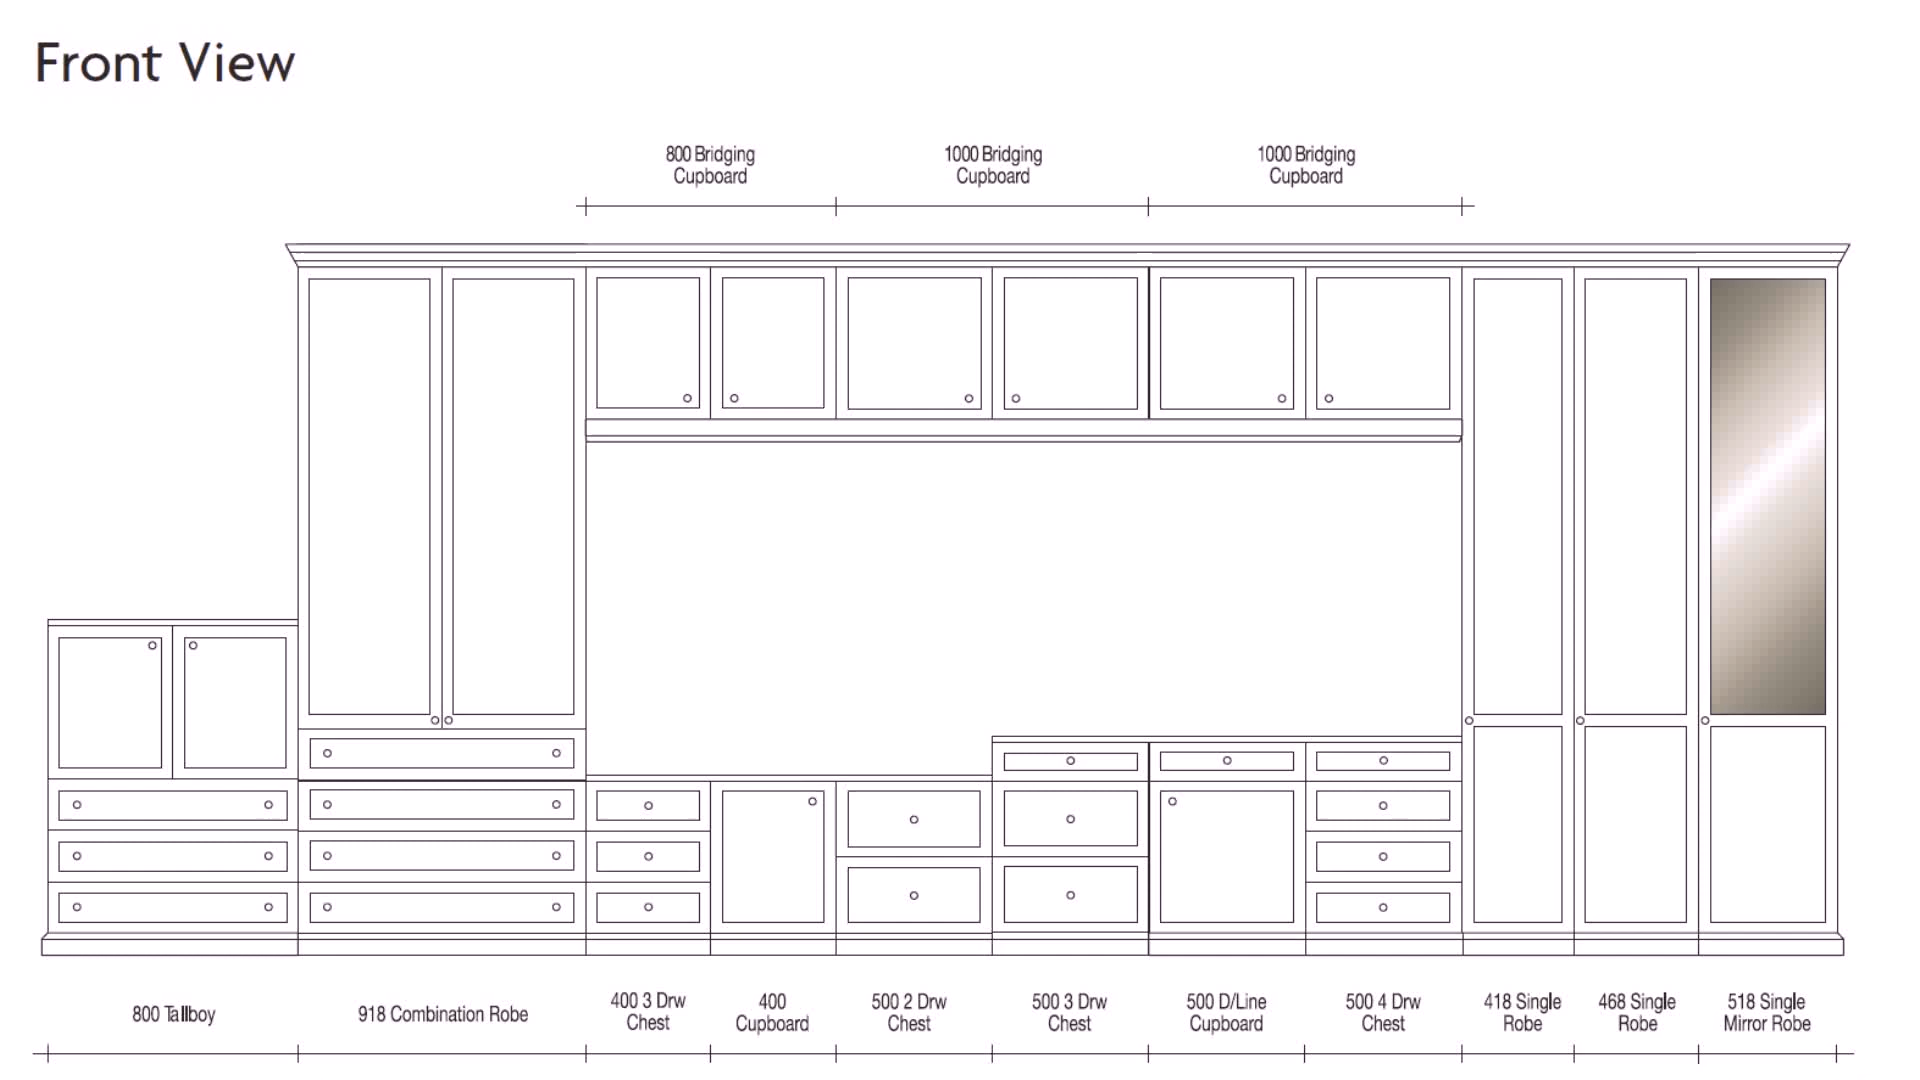 Front View
800 Bridging
Cupboard
1000 Bridging
Cupboard
1000 Bridging
Cupboard
800 Tallboy
918 Combination Robe
400 3 Drw
Chest
400
Cupboard
500 2 Drw
Chest
500 3 Drw
Chest
500 D/Line
Cupboard
500 4 Drw
Chest
418 Single
Robe
468 Single
Robe
518 Single
Mirror Robe